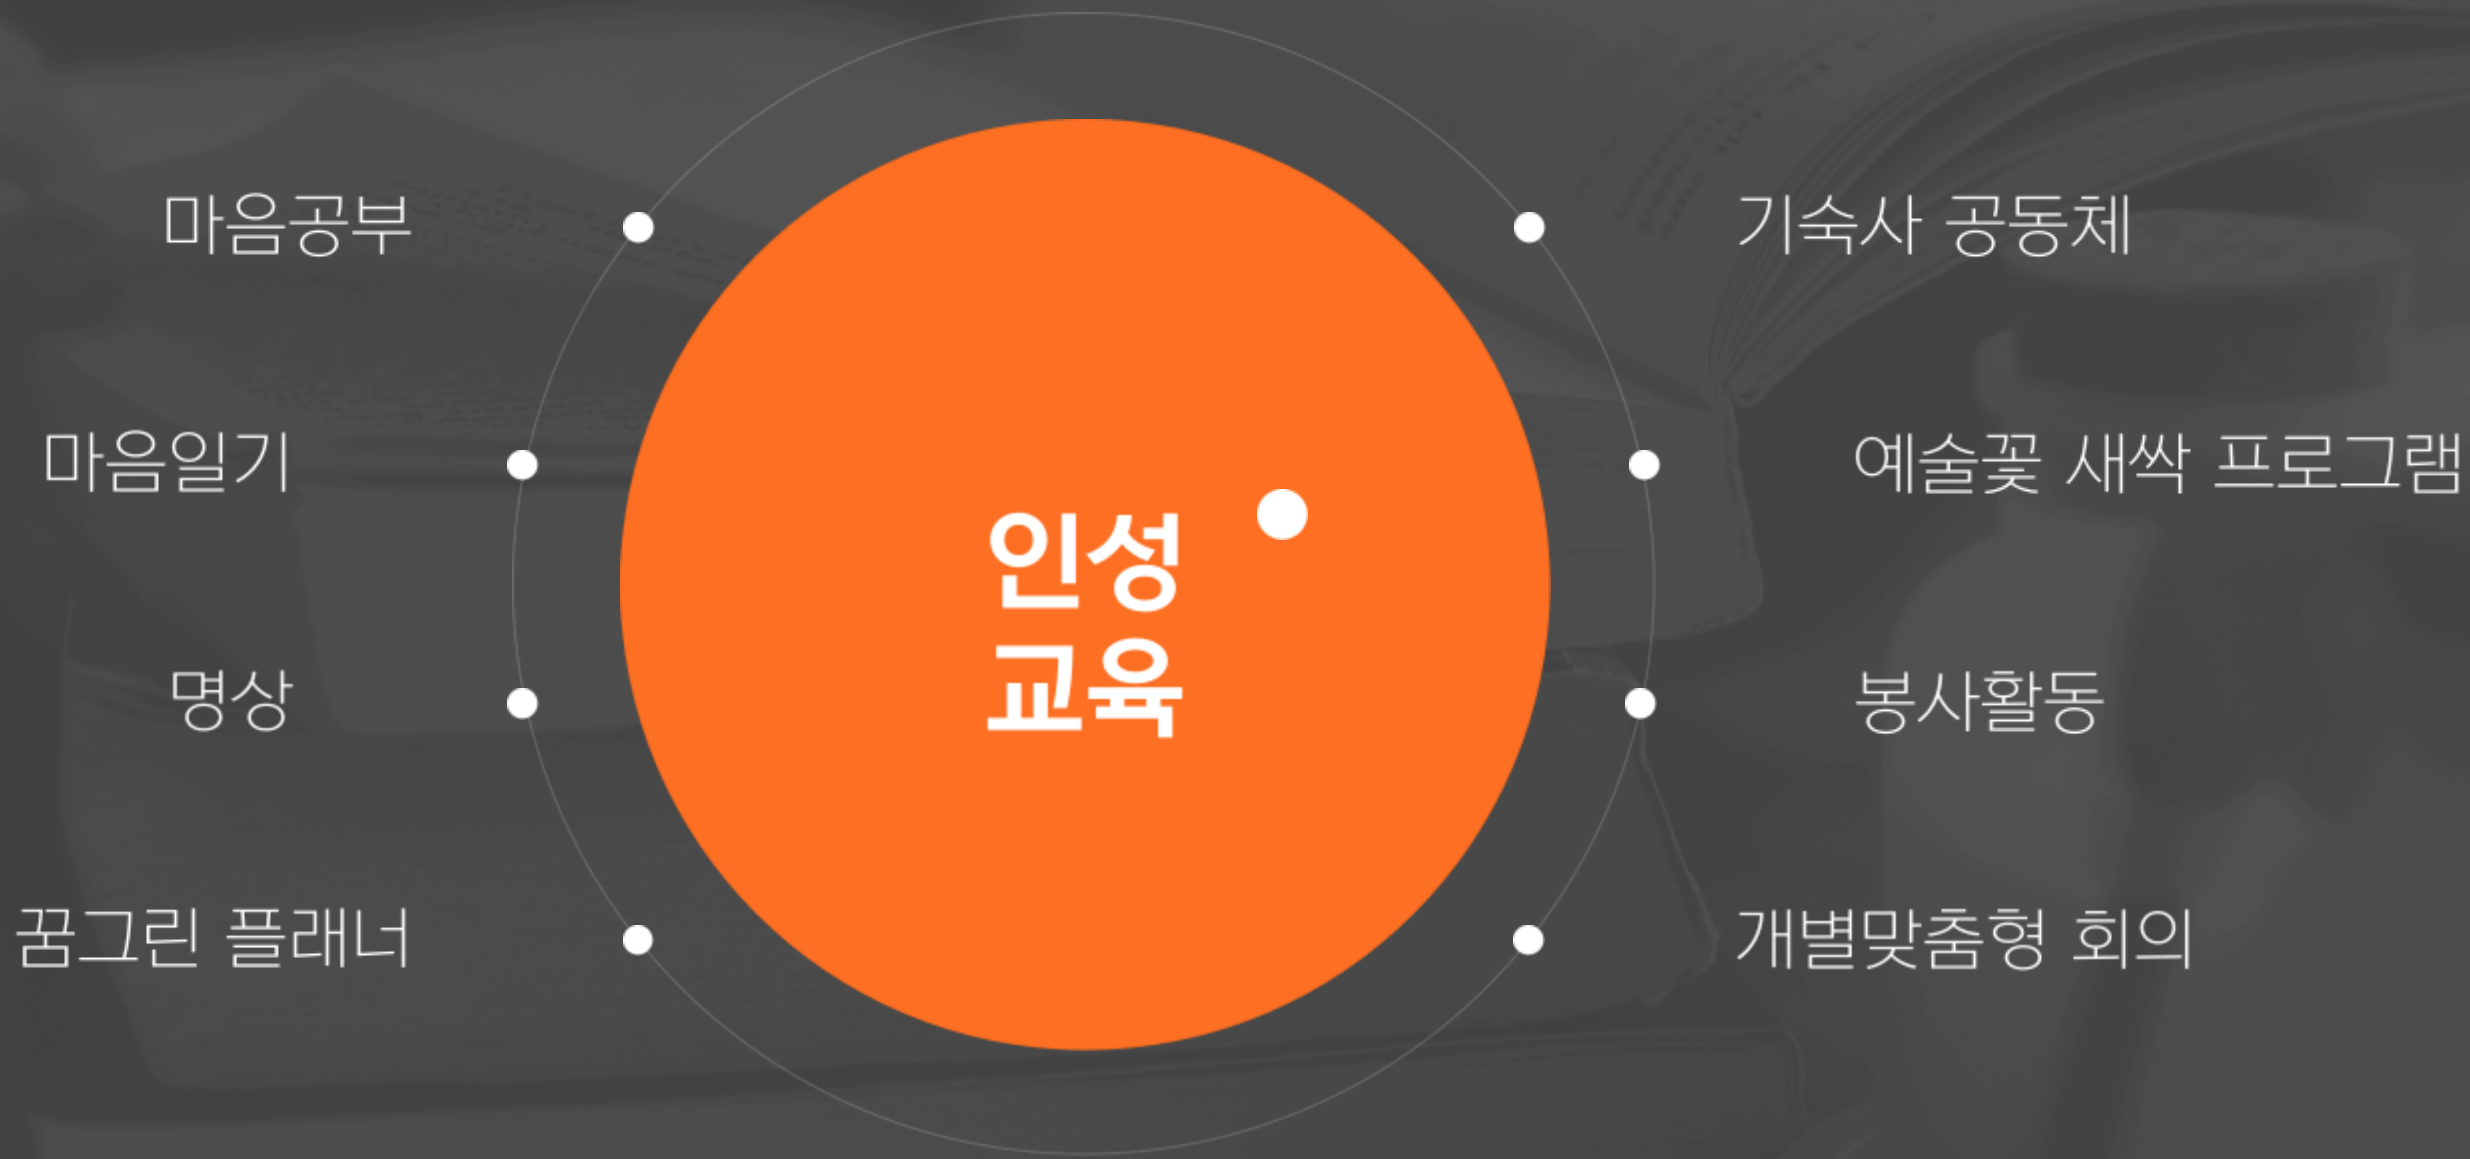 마음공부
마음일기
명상
꿈그린 플래너
인성
교육
기숙사 공동체
예술꽃 새싹 프로그램
봉사활동
개별맞춤형 회의